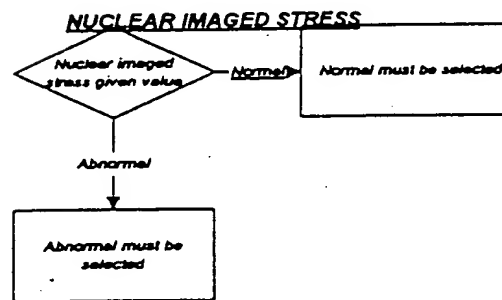 NUCLEAR IMAGED STRESS
Nuclear imaged
stress given value
Normal
Normal must be selected
Abnormal
Abnormal must be
selected